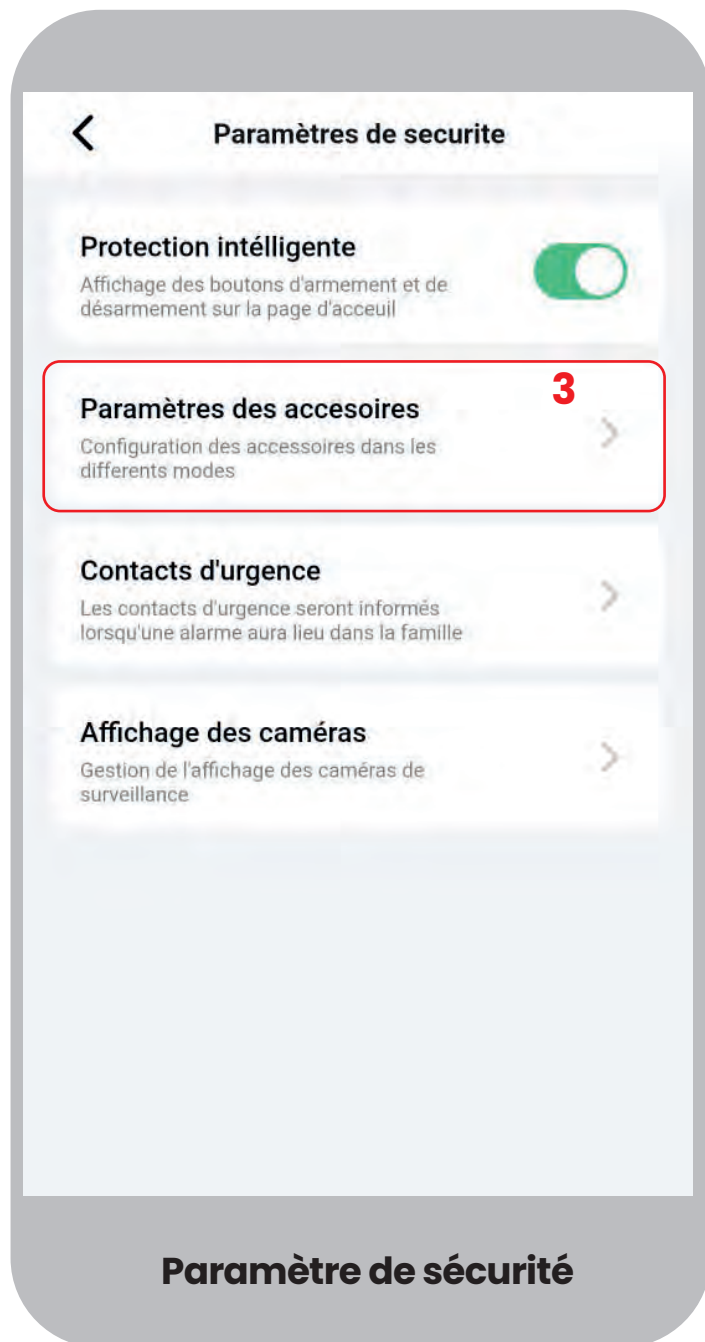 Paramètres de securite
Protection intélligente
Affichage des boutons d'armement et de
désarmement sur la page d'acceuil
3
Paramètres des accesoires
Configuration des accessoires dans les
differents modes
Contacts d'urgence
Les contacts d'urgence seront informés
lorsqu'une alarme aura lieu dans la famille
Affichage des caméras
Gestion de l'affichage des caméras de
surveillance
Paramètre de sécurité